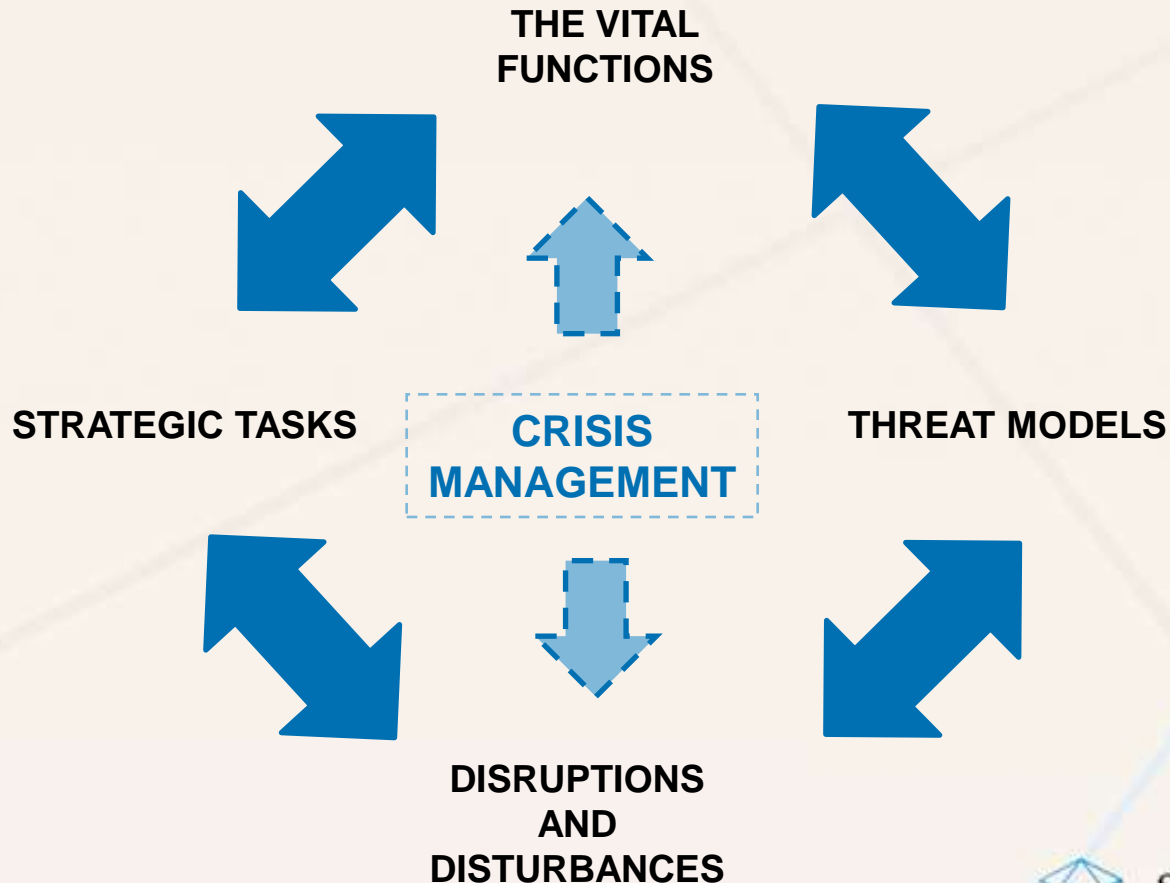 THE VITAL
FUNCTIONS
STRATEGIC TASKS
CRISIS
MANAGEMENT
THREAT MODELS
DISRUPTIONS
AND
DISTURBANCES